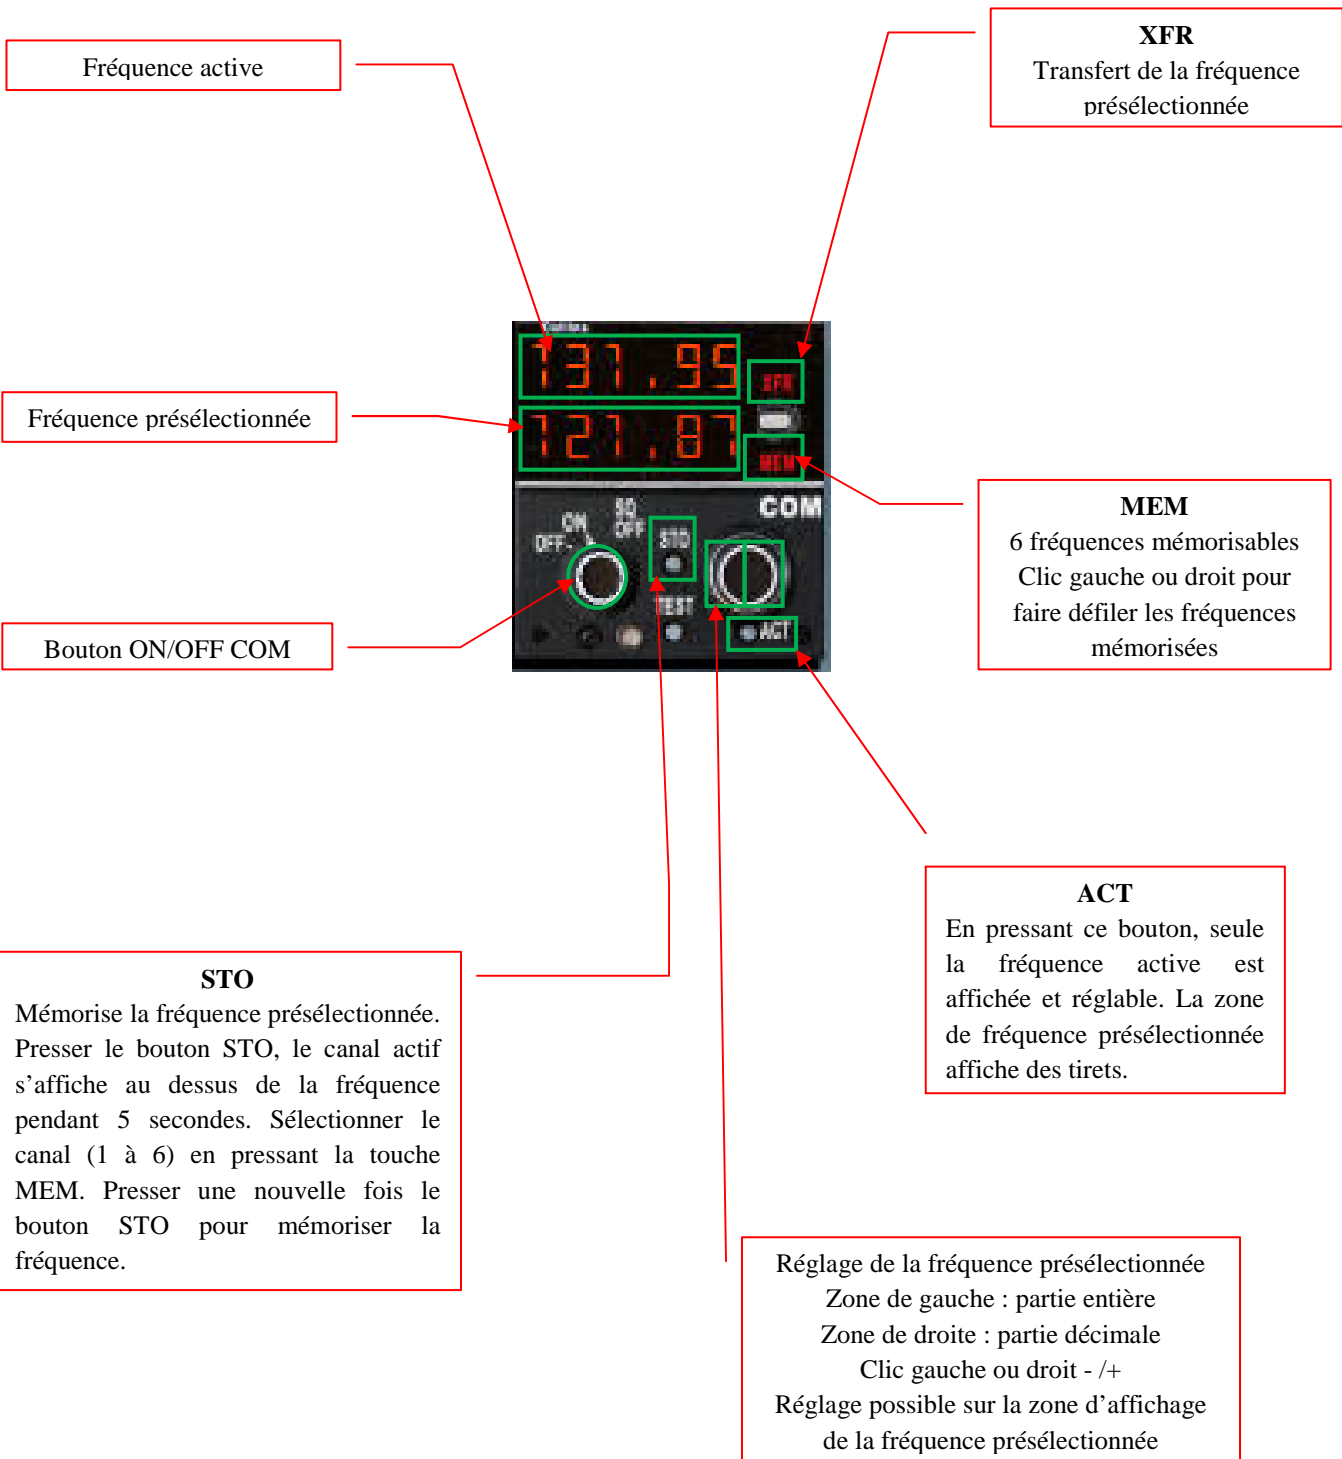 Fréquence active
XFR
Transfert de la fréquence
présélectionnée
131.95
XFR
Fréquence présélectionnée
121.87
MEM
COM
ON
OFF
SQ
OFF
STO
TEST
ACT
MEM
6 fréquences mémorisables
Clic gauche ou droit pour
faire défiler les fréquences
mémorisées
Bouton ON/OFF COM
ACT
En pressant ce bouton, seule
la fréquence active est
affichée et réglable. La zone
de fréquence présélectionnée
affiche des tirets.
STO
Mémorise la fréquence présélectionnée.
Presser le bouton STO, le canal actif
s’affiche au dessus de la fréquence
pendant 5 secondes. Sélectionner le
canal (1 à 6) en pressant la touche
MEM. Presser une nouvelle fois le
bouton STO pour mémoriser la
fréquence.
Réglage de la fréquence présélectionnée
Zone de gauche : partie entière
Zone de droite : partie décimale
Clic gauche ou droit - /+
Réglage possible sur la zone d’affichage
de la fréquence présélectionnée